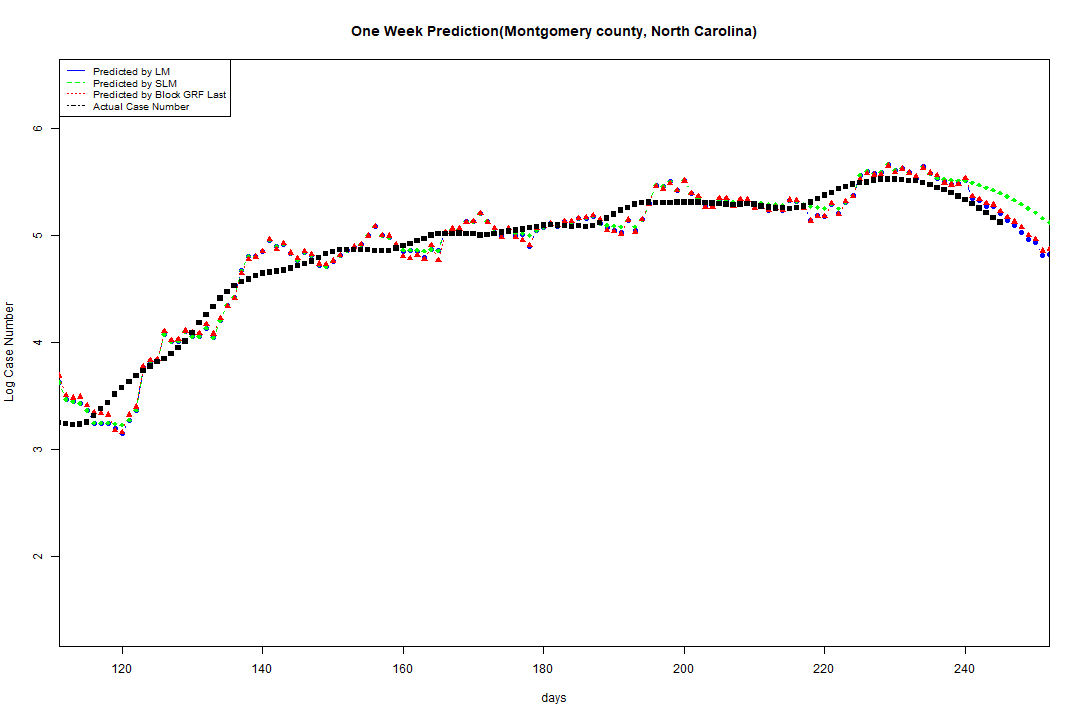 One Week Prediction(Montgomery county, North Carolina)
Predicted by LM
Predicted by SLM
Predicted by Block GRF Last
Actual Case Number
6
5
4
3
2
Log Case Number
120 140 160 180 200 220 240
days